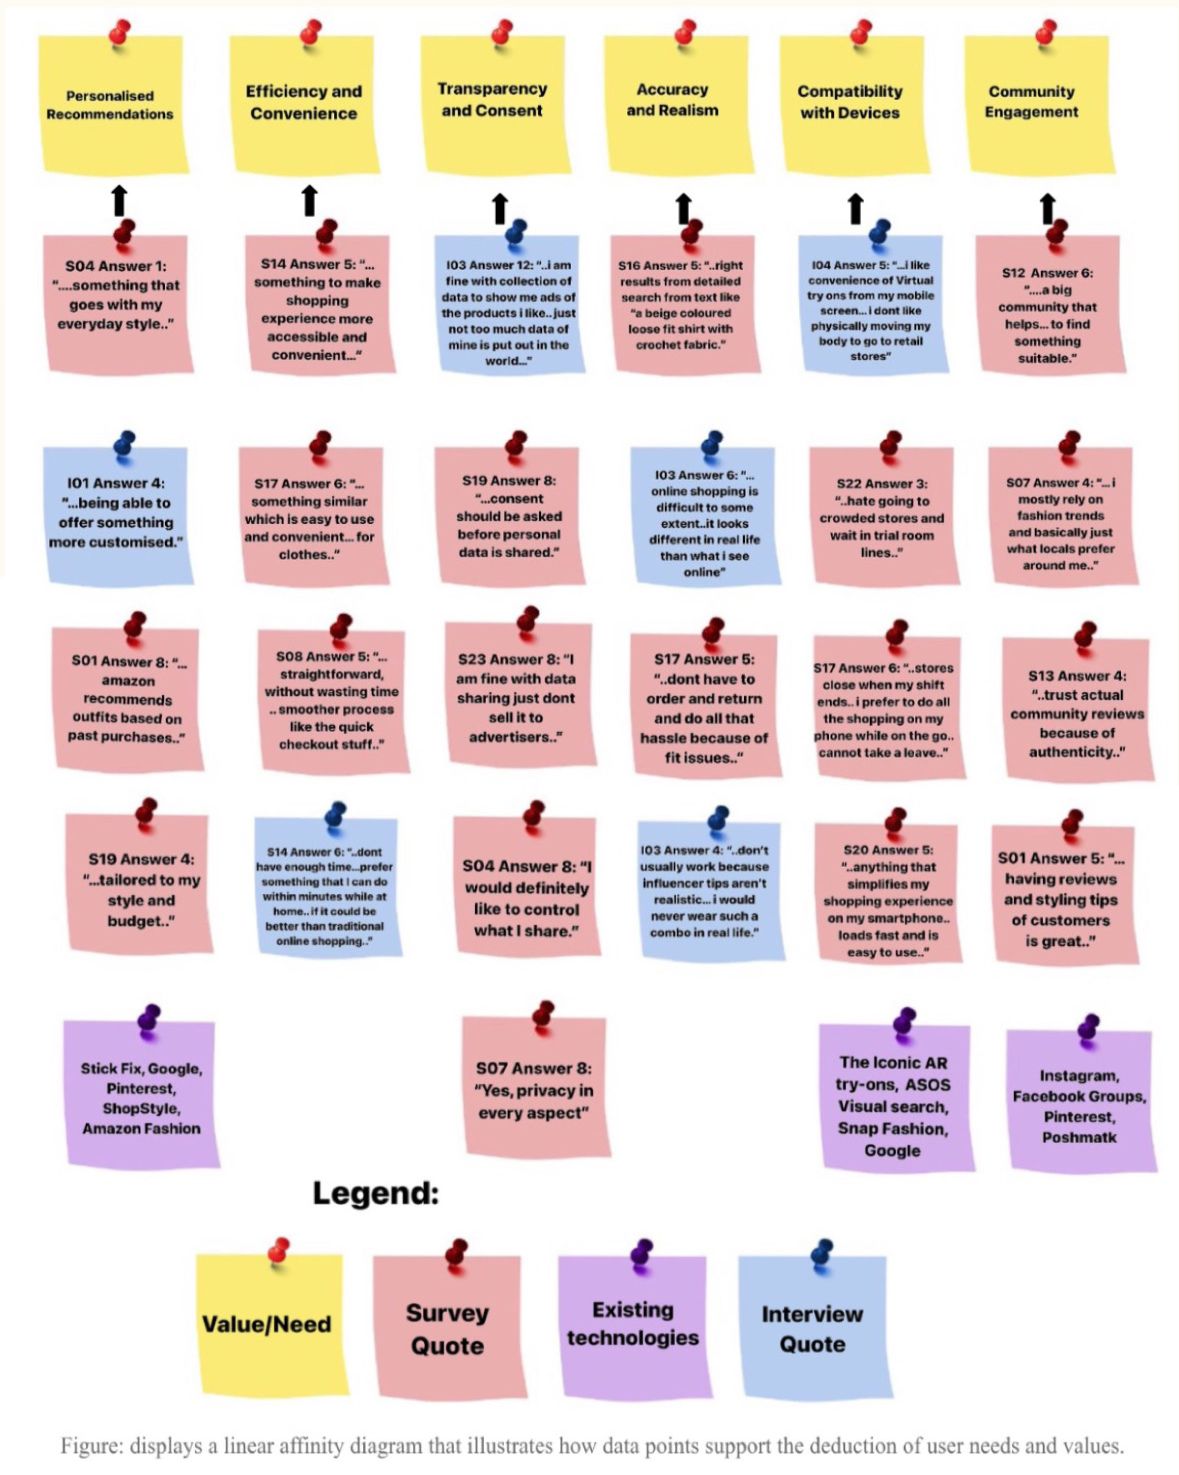 Personalised
Recommendations
Efficiency and
Convenience
Transparency
and Consent
Accuracy
and Realism
Compatibility
with Devices
Community
Engagement
S04 Answer 1:
"....something that
goes with my
everyday style.."
S14 Answer 5: "...
something to make
shopping
experience more
accessible and
convenient..."
I03 Answer 12: "..i am
fine with collection of
data to show me ads of
the products i like..just
not too much data of
mine is put out in the
world..."
S16 Answer 5: "..right
results from detailed
search from text like
"a beige coloured
loose fit shirt with
crochet fabric."
I04 Answer 5: "..i like
convenience of Virtual
try ons from my mobile
screen...i dont like
physically moving my
body to go to retail
stores"
S12 Answer 6:
"....a big
community that
helps... to find
something
suitable."
I01 Answer 4:
"...being able to
offer something
more customised."
S17 Answer 6: "...
something similar
which is easy to use
and convenient... for
clothes.."
S19 Answer 8:
"...consent
should be asked
before personal
data is shared."
I03 Answer 6: "...
online shopping is
difficult to some
extent..it looks
different in real life
than what i see
online"
S22 Answer 3:
"..hate going to
crowded stores and
wait in trial room
lines.."
S07 Answer 4: "...i
mostly rely on
fashion trends
and basically just
what locals prefer
around me.."
S01 Answer 8: "...
amazon
recommends
outfits based on
past purchases.."
S08 Answer 5: "...
straightforward,
without wasting time
.. smoother process
like the quick
checkout stuff.."
S23 Answer 8: "I
am fine with data
sharing just dont
sell it to
advertisers.."
S17 Answer 5:
"..dont have to
order and return
and do all that
hassle because of
fit issues.."
S17 Answer 6: "..stores
close when my shift
ends..i prefer to do all
the shopping on my
phone while on the go..
cannot take a leave.."
S13 Answer 4:
"..trust actual
community reviews
because of
authenticity.."
S19 Answer 4:
"...tailored to my
style and
budget.."
S14 Answer 6: "..dont
have enough time...prefer
something that I can do
within minutes while at
home..if it could be
better than traditional
online shopping.."
S04 Answer 8: "I
would definitely
like to control
what I share."
I03 Answer 4: "..don't
usually work because
influencer tips aren't
realistic...i would
never wear such a
combo in real life."
S20 Answer 5:
"..anything that
simplifies my
shopping experience
on my smartphone..
loads fast and is
easy to use.."
S01 Answer 5: "...
having reviews
and styling tips
of customers
is great.."
Stick Fix, Google,
Pinterest,
ShopStyle,
Amazon Fashion
S07 Answer 8:
"Yes, privacy in
every aspect"
The Iconic AR
try-ons, ASOS
Visual search,
Snap Fashion,
Google
Instagram,
Facebook Groups,
Pinterest,
Poshmatk
Legend:
Value/Need
Survey
Quote
Existing
technologies
Interview
Quote
Figure: displays a linear affinity diagram that illustrates how data points support the deduction of user needs and values.